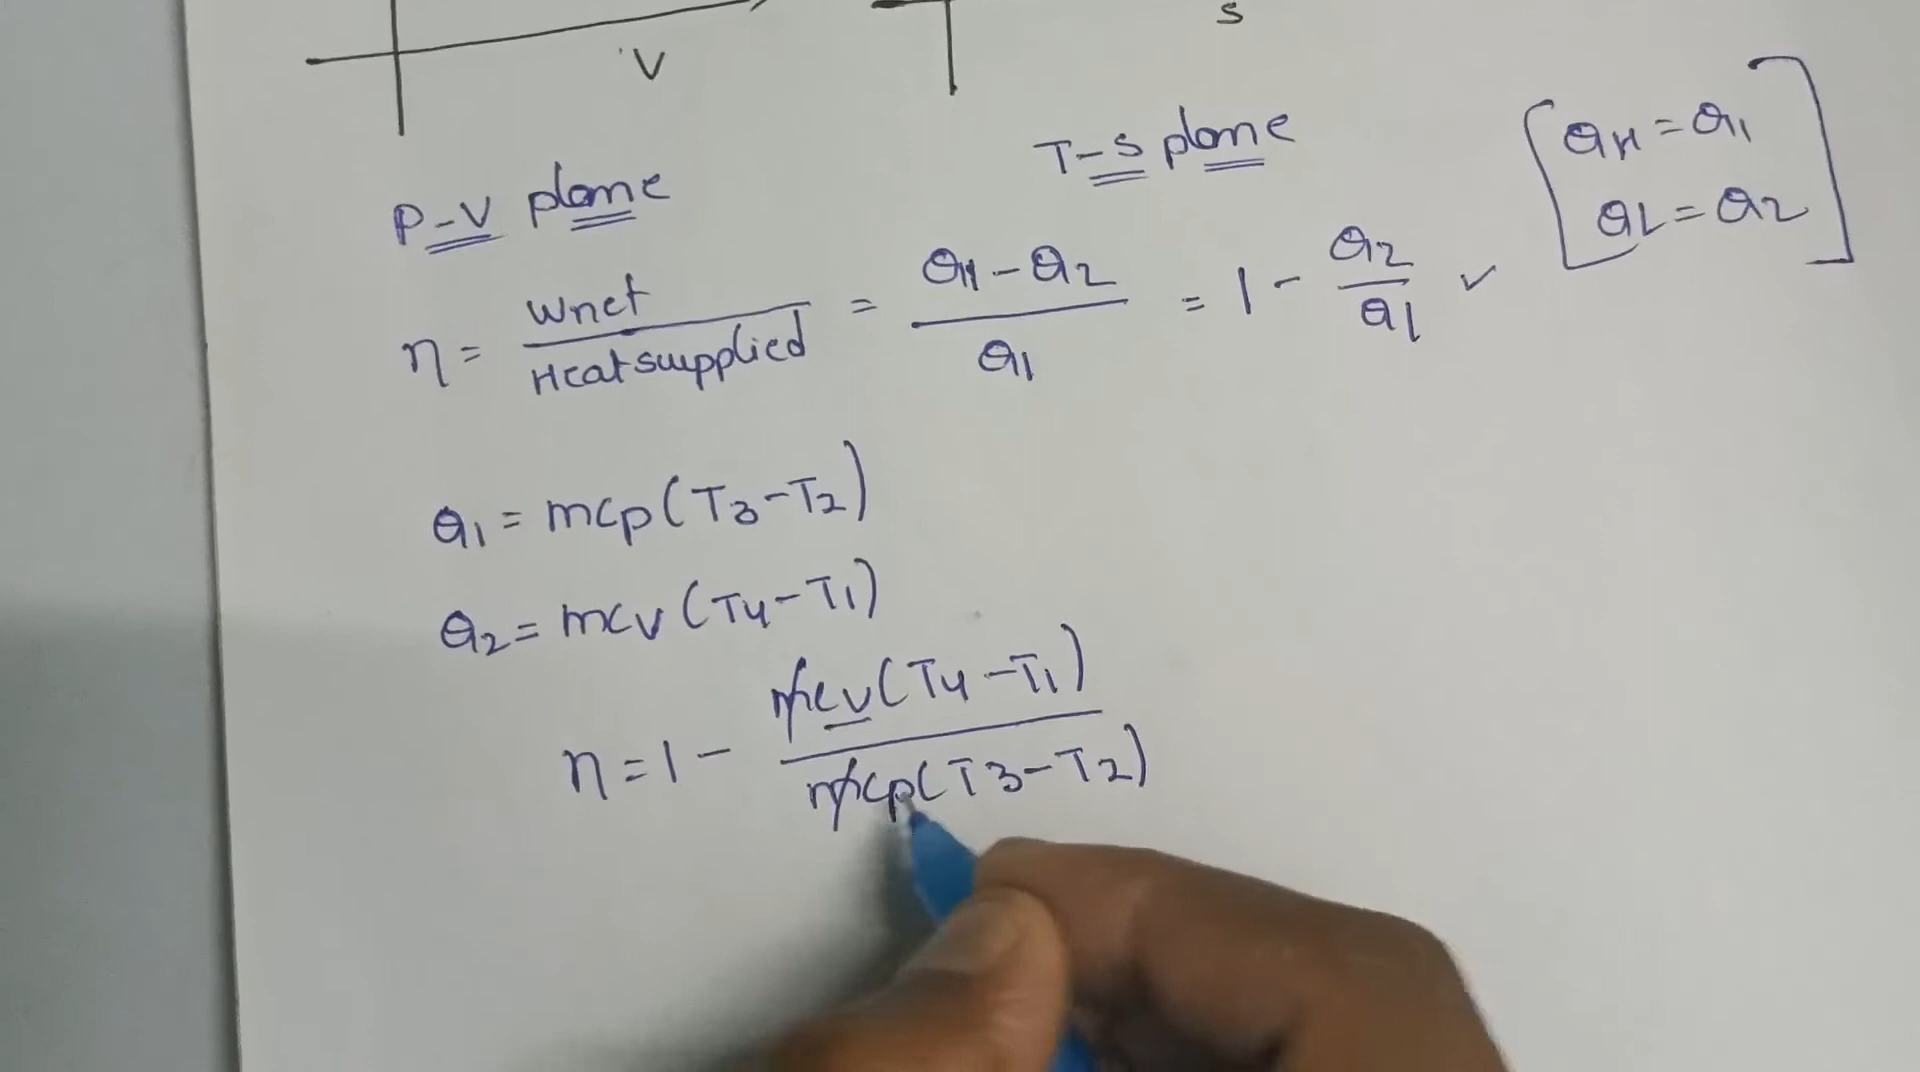 V
S
P-V plane
T-S plane
QH = Q1
QL = Q2
η = Wnet / Heat supplied = Q1 - Q2 / Q1 = 1 - Q2 / Q1 ✓
Q1 = mcp (T3 - T2)
Q2 = mcv (T4 - T1)
η = 1 - mcv (T4 - T1) / mcp (T3 - T2)